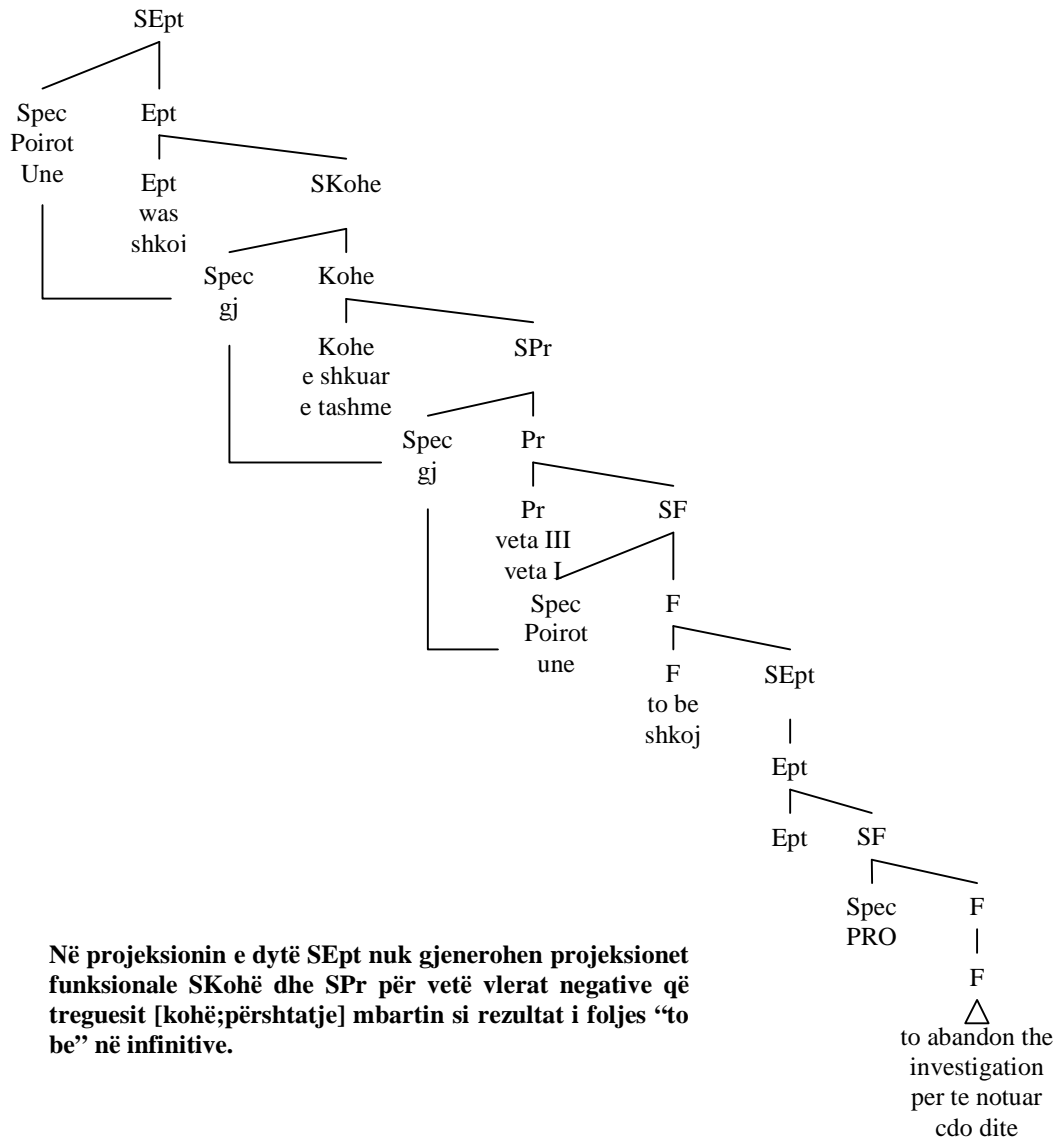 SEpt
Spec Ept
Poirot
Une
Ept SKohe
was
shkoj
Spec Kohe
gj
Kohe SPr
e shkuar
e tashme
Spec Pr
gj
Pr SF
veta III
veta I
Spec F
Poirot
une
F SEpt
to be
shkoj
Ept
Ept SF
Spec F
PRO
F
to abandon the
investigation
per te notuar
cdo dite
Në projeksionin e dytë SEpt nuk gjenerohen projeksionet
funksionale SKohë dhe SPr për vetë vlerat negative që
treguesit [kohë;përshtatje] mbartin si rezultat i foljes “to
be” në infinitive.